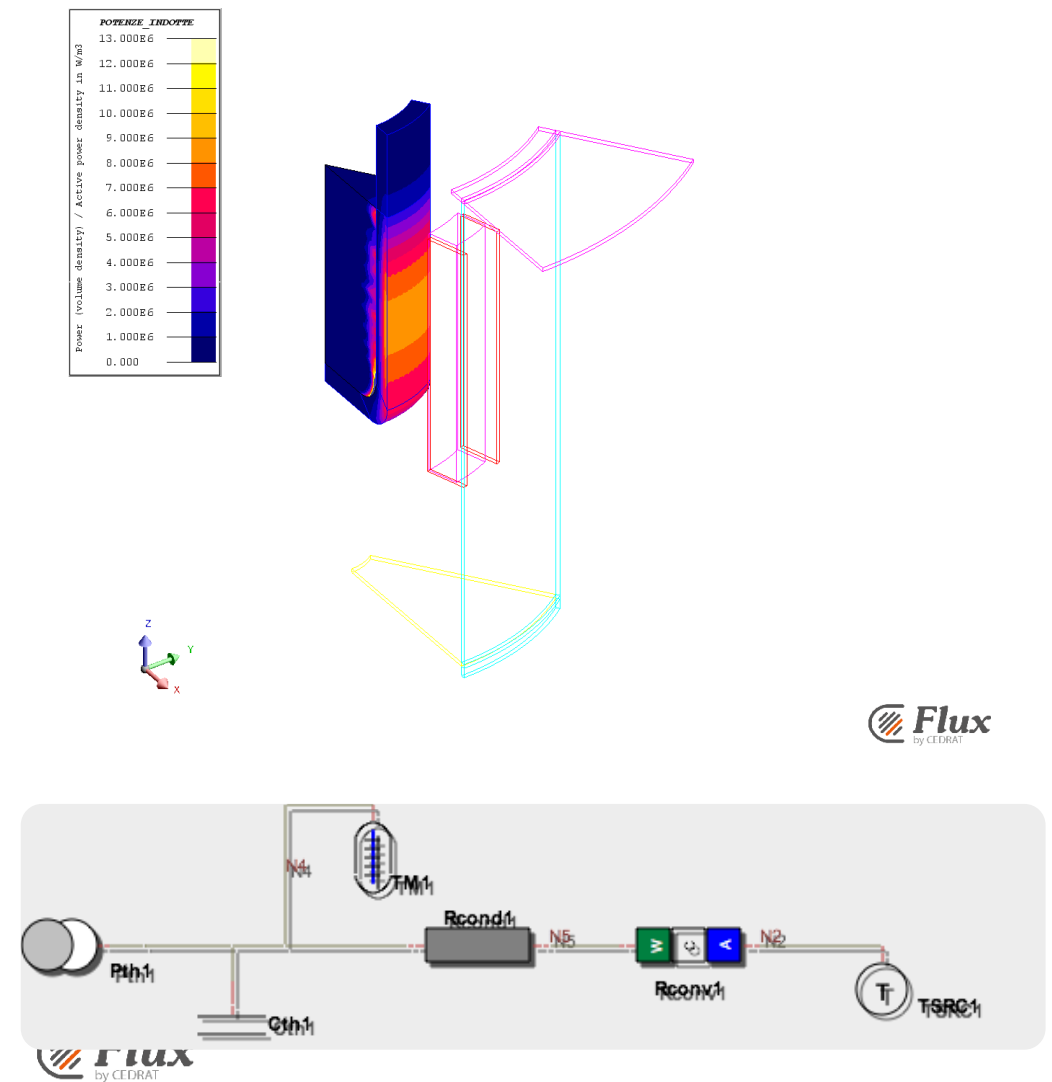 POTENZE_INDOTTE
Power (volume density) / Active power density in W/m3
13.000E6
12.000E6
11.000E6
10.000E6
9.000E6
8.000E6
7.000E6
6.000E6
5.000E6
4.000E6
3.000E6
2.000E6
1.000E6
0.000
Z
Y
X
Flux
by CEDRAT
N4
TM1
Rcond1
N5
W
C
A
N2
Pth1
Rconv1
T
TSRC1
Cth1
Flux
by CEDRAT